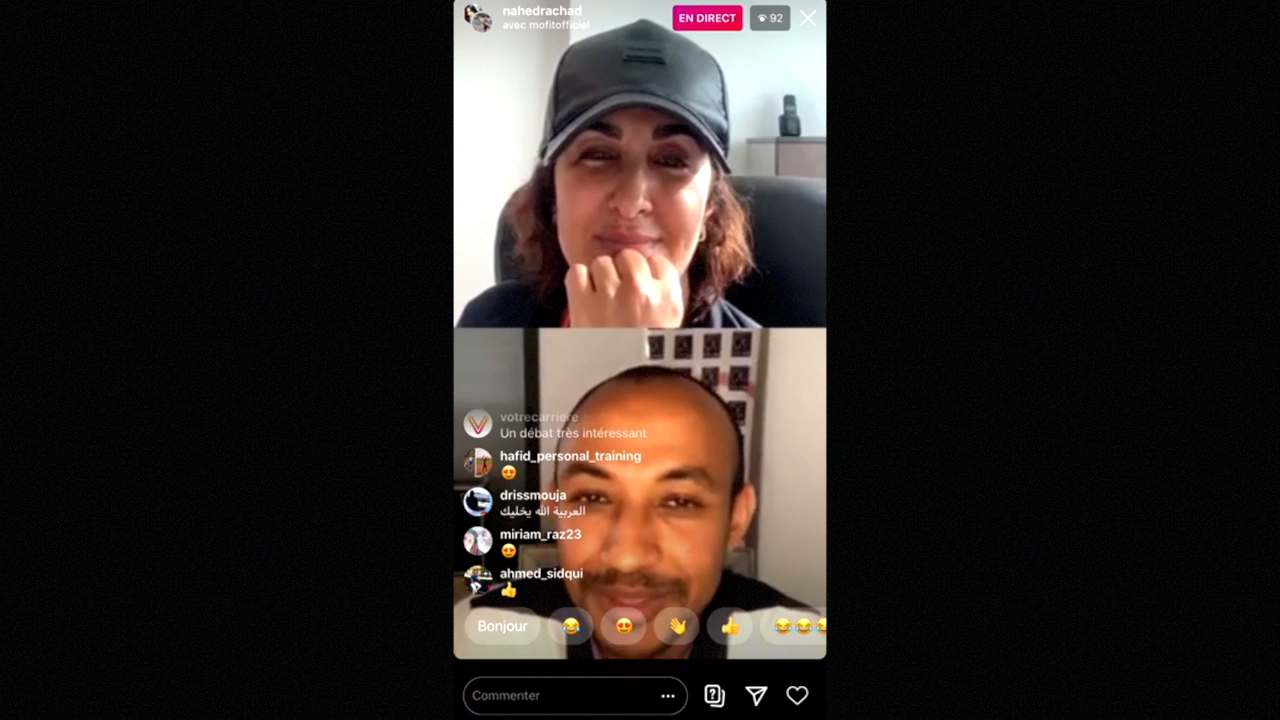 nahedrachad
avec mofitofficiel
EN DIRECT
92
votrecarriere
Un débat très intéressant
hafid_personal_training
😍
drissmouja
العربية الله يخليك
miriam_raz23
😍
ahmed_sidqui
👍
Bonjour 😂 😍 👋 👍 😂😂😂
Commenter